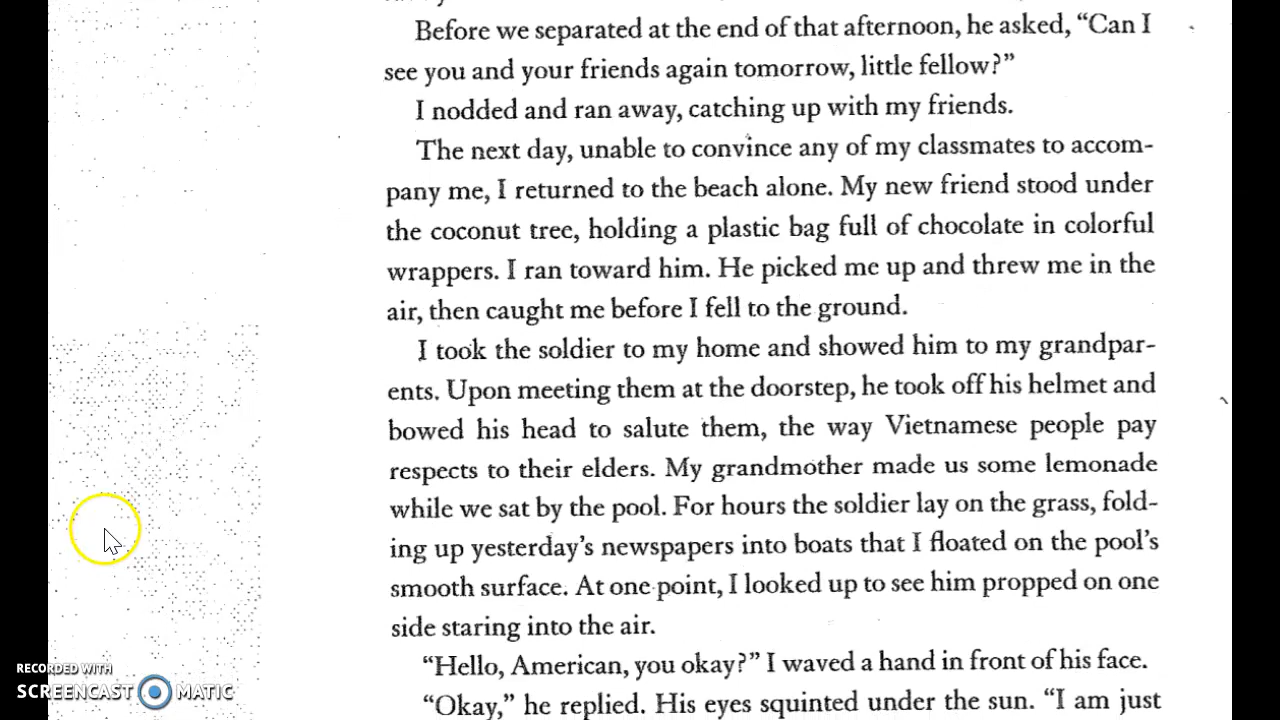 Before we separated at the end of that afternoon, he asked, “Can I
see you and your friends again tomorrow, little fellow?”
I nodded and ran away, catching up with my friends.
The next day, unable to convince any of my classmates to accom-
pany me, I returned to the beach alone. My new friend stood under
the coconut tree, holding a plastic bag full of chocolate in colorful
wrappers. I ran toward him. He picked me up and threw me in the
air, then caught me before I fell to the ground.
I took the soldier to my home and showed him to my grandpar-
ents. Upon meeting them at the doorstep, he took off his helmet and
bowed his head to salute them, the way Vietnamese people pay
respects to their elders. My grandmother made us some lemonade
while we sat by the pool. For hours the soldier lay on the grass, fold-
ing up yesterday’s newspapers into boats that I floated on the pool’s
smooth surface. At one point, I looked up to see him propped on one
side staring into the air.
“Hello, American, you okay?” I waved a hand in front of his face.
“Okay,” he replied. His eyes squinted under the sun. “I am just
RECORDED WITH
SCREENCAST MATIC